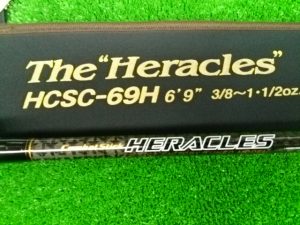 The "Heracles"
HCSC-69H 6'9" 3/8～1・1/2oz.
HERACLES